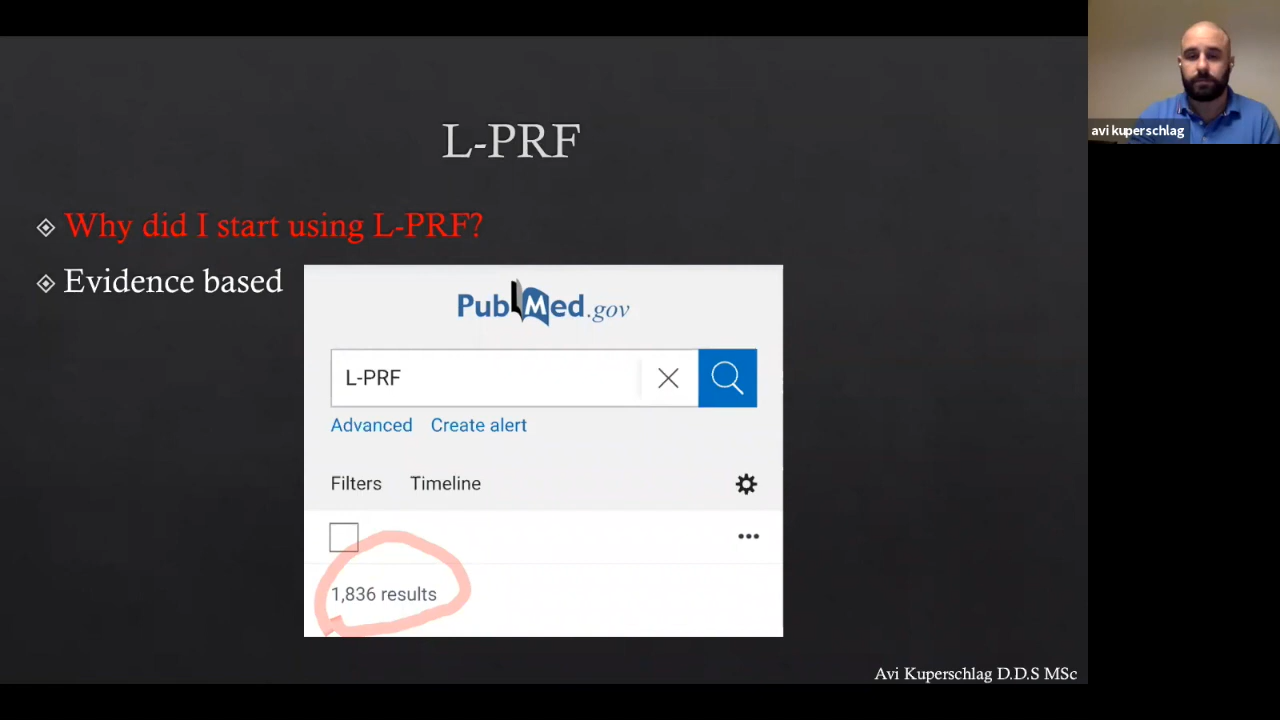 L-PRF
Why did I start using L-PRF?
Evidence based
PubMed.gov
L-PRF
Advanced Create alert
Filters Timeline
1,836 results
Avi Kuperschlag D.D.S MSc
avi kuperschlag